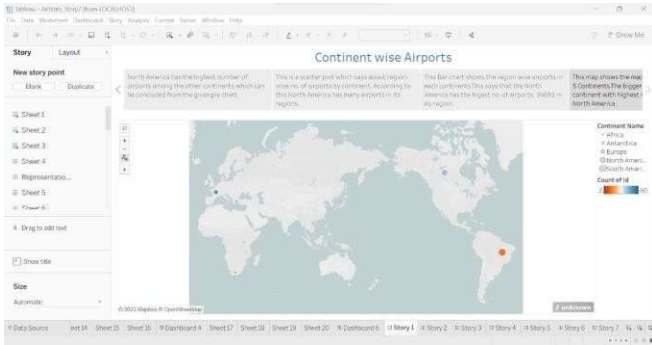 Tableau - AirStats_Story7 [from LOCALHOST]
File Data Worksheet Dashboard Story Analysis Format Server Window Help
Show Me
Story Layout
New story point
Blank Duplicate
Sheet 1
Sheet 2
Sheet 3
Sheet 4
Representatio...
Sheet 5
Sheet 6
A Drag to add text
Show title
Size
Automatic
Continent wise Airports
North America has the highest number of
airports among the other continents which can
be concluded from the given pie chart.
This is a scatter plot which says about region
wise no. of airports by continent. According to
this North America has many airports in its
regions.
This Bar chart shows the region wise airports in
each continents This says that the North
America has the higest no. of airports,
its region.
This map shows the map
5 Continents.The bigger
continent with highest
North America.
Continent Name
Africa
Antarctica
Europe
North Ameri...
South Amer...
Count of Id
2 unknown
© 2023 Mapbox © OpenStreetMap
Data Source Sheet 15 Sheet 16 Dashboard 4 Sheet 17 Sheet 18 Sheet 19 Sheet 20 Dashboard 6 Story 1 Story 2 Story 3 Story 4 Story 5 Story 6 Story 7